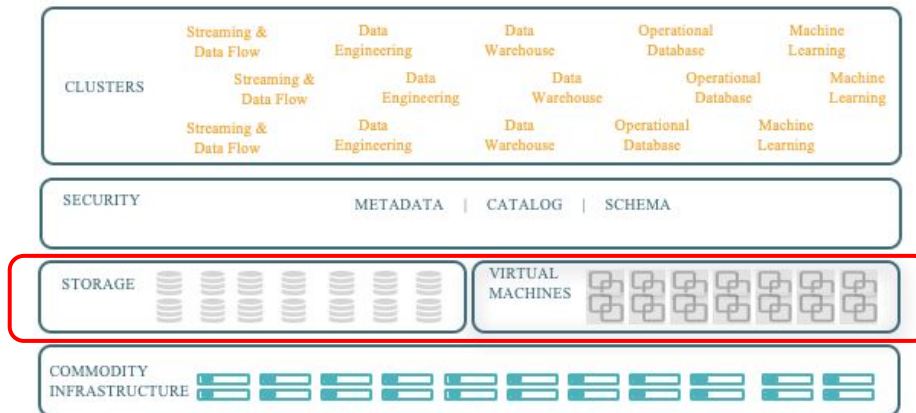 Streaming & Data Data Operational Machine
Data Flow Engineering Warehouse Database Learning
CLUSTERS
Streaming & Data Data Operational Machine
Data Flow Engineering Warehouse Database Learning
Streaming & Data Data Operational Machine
Data Flow Engineering Warehouse Database Learning
SECURITY
METADATA | CATALOG | SCHEMA
STORAGE
VIRTUAL
MACHINES
COMMODITY
INFRASTRUCTURE